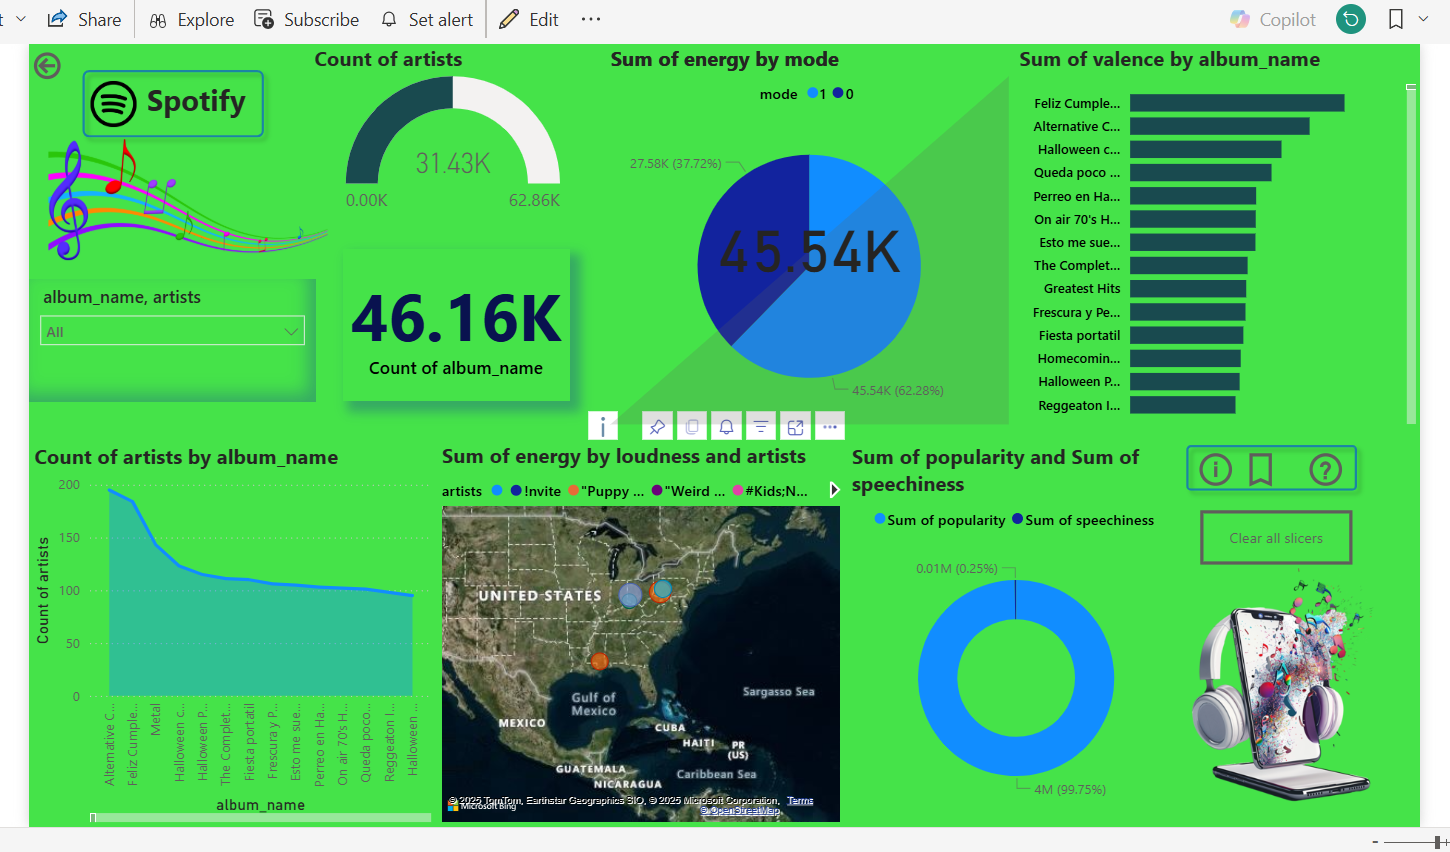 t Share Explore Subscribe Set alert Edit ... Copilot
Spotify
album_name, artists
All
Count of artists
31.43K
0.00K 62.86K
46.16K
Count of album_name
Sum of energy by mode
mode 1 0
27.58K (37.72%)
45.54K
45.54K (62.28%)
Sum of valence by album_name
Feliz Cumple...
Alternative C...
Halloween c...
Queda poco ...
Perreo en Ha...
On air 70's H...
Esto me sue...
The Complet...
Greatest Hits
Frescura y Pe...
Fiesta portatil
Homecomin...
Halloween P...
Reggeaton I...
Count of artists by album_name
Count of artists
200
150
100
50
0
Alternative C...
Feliz Cumple...
Metal
Halloween c...
Halloween P...
The Complet...
Fiesta portatil
Frescura y P...
Esto me sue...
Perreo en Ha...
On air 70's H...
Queda poco...
Reggeaton I...
Halloween ...
album_name
Sum of energy by loudness and artists
artists !nvite "Puppy ... "Weird ... #Kids;N...
UNITED STATES
Gulf of
Mexico
Sargasso Sea
MEXICO
CUBA
HAITI PR
(US)
GUATEMALA Caribbean Sea
NICARAGUA
© 2025 TomTom, Earthstar Geographics SIO, © 2025 Microsoft Corporation, Terms
Microsoft Bing © OpenStreetMap
Sum of popularity and Sum of
speechiness
Sum of popularity Sum of speechiness
0.01M (0.25%)
4M (99.75%)
Clear all slicers